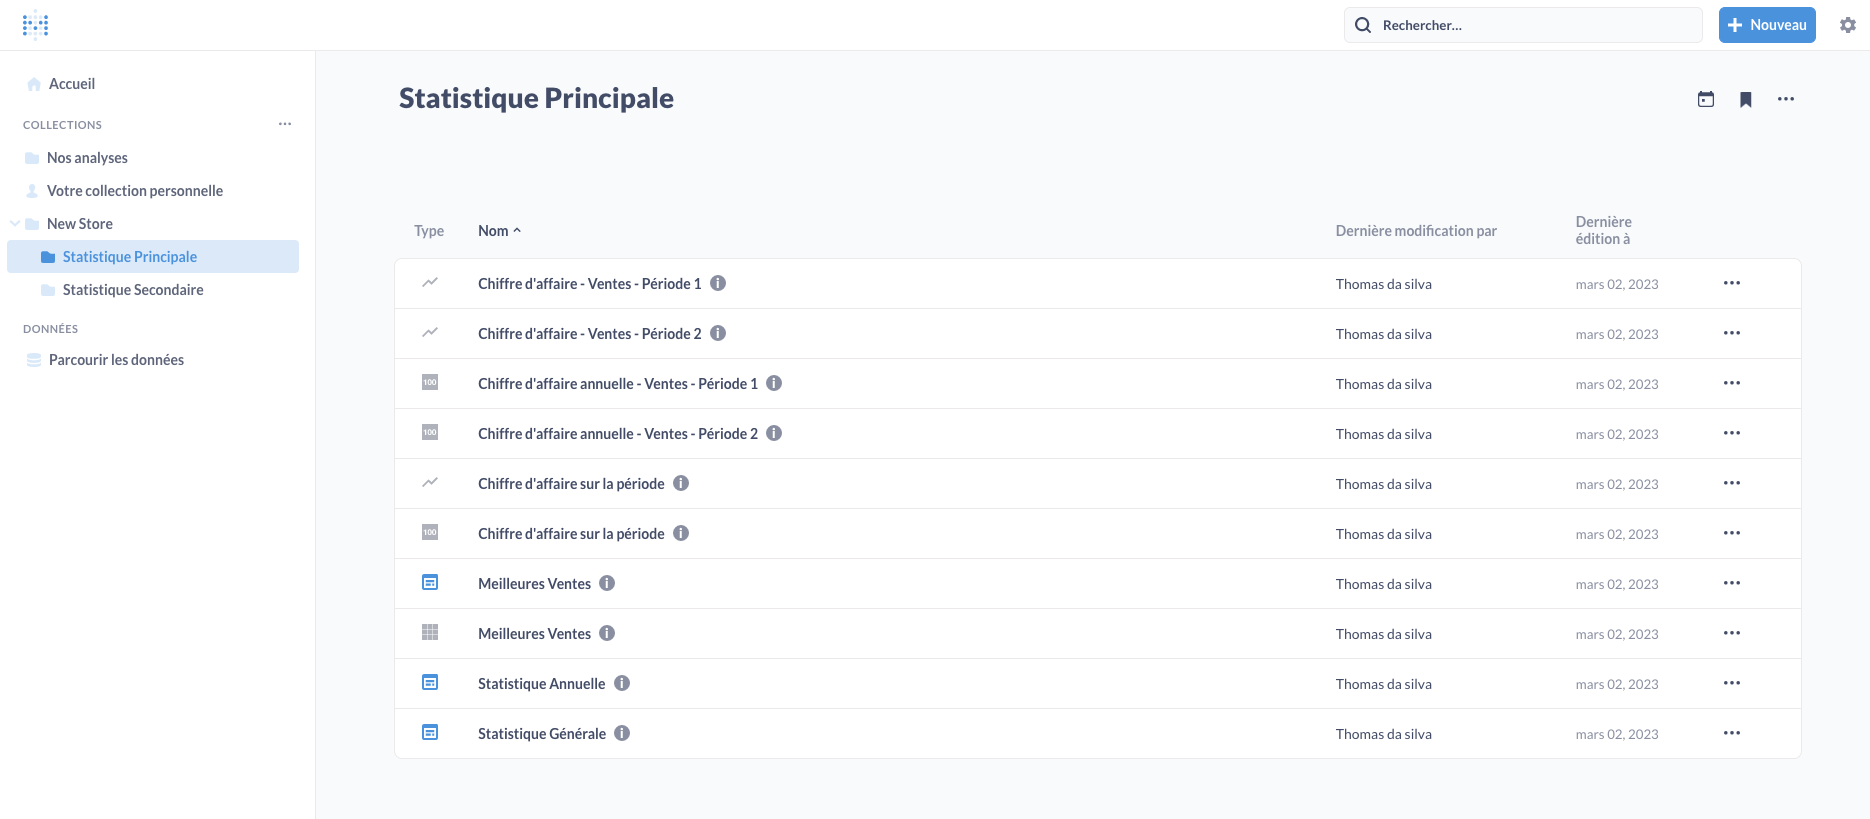 Rechercher...
Nouveau
Accueil
COLLECTIONS
Nos analyses
Votre collection personnelle
New Store
Statistique Principale
Statistique Secondaire
DONNÉES
Parcourir les données
Statistique Principale
Type Nom Dernière modification par Dernière
édition à
Chiffre d'affaire - Ventes - Période 1 Thomas da silva mars 02, 2023
Chiffre d'affaire - Ventes - Période 2 Thomas da silva mars 02, 2023
100 Chiffre d'affaire annuelle - Ventes - Période 1 Thomas da silva mars 02, 2023
100 Chiffre d'affaire annuelle - Ventes - Période 2 Thomas da silva mars 02, 2023
Chiffre d'affaire sur la période Thomas da silva mars 02, 2023
100 Chiffre d'affaire sur la période Thomas da silva mars 02, 2023
Meilleures Ventes Thomas da silva mars 02, 2023
Meilleures Ventes Thomas da silva mars 02, 2023
Statistique Annuelle Thomas da silva mars 02, 2023
Statistique Générale Thomas da silva mars 02, 2023